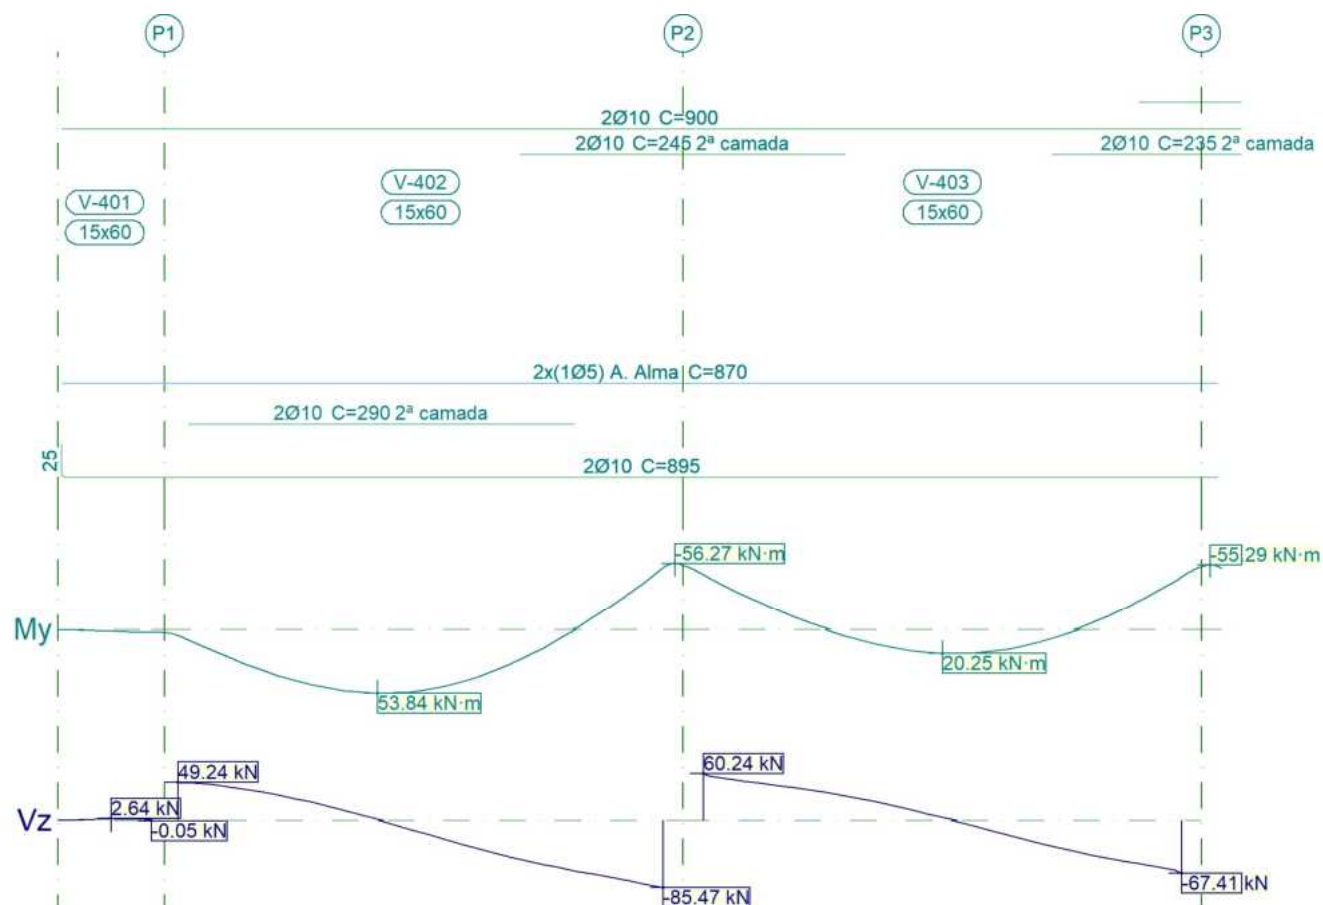 P1
P2
P3
2Ø10 C=900
2Ø10 C=245 2ª camada
2Ø10 C=235 2ª camada
V-401
15x60
V-402
15x60
V-403
15x60
2x(1Ø5) A. Alma C=870
2Ø10 C=290 2ª camada
25
2Ø10 C=895
My
-56.27 kN·m
-55.29 kN·m
53.84 kN·m
20.25 kN·m
Vz
2.64 kN
-0.05 kN
49.24 kN
-85.47 kN
60.24 kN
-67.41 kN